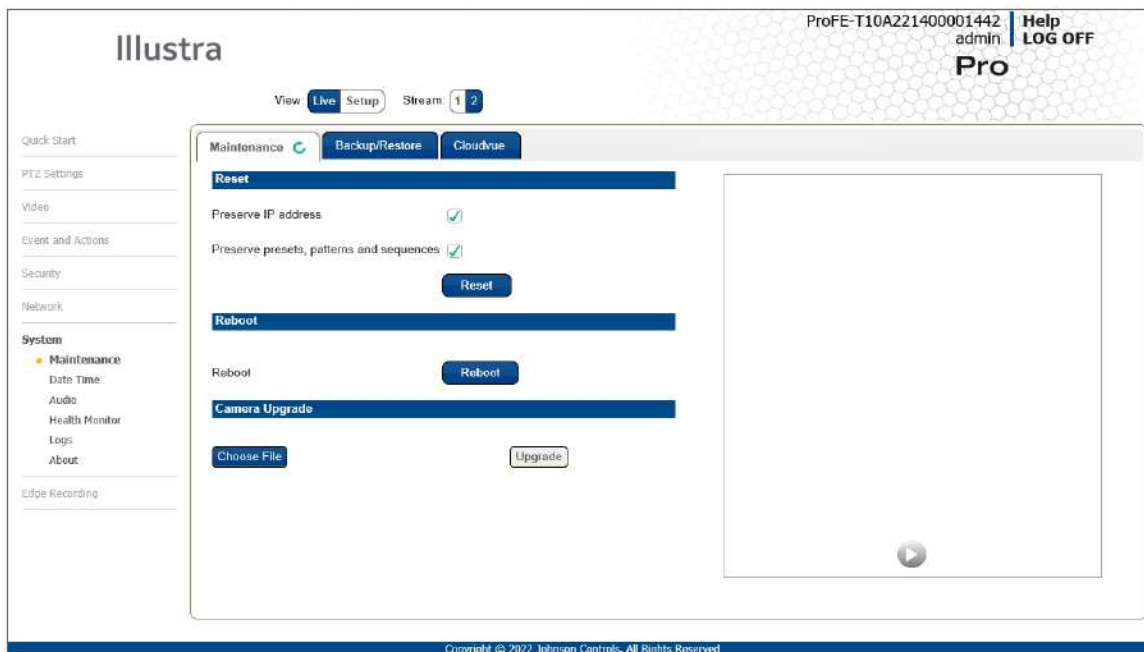 Illustra
ProFE-T10A221400001442
admin
Help
LOG OFF
Pro
View: Live Setup Stream: 1 2
Quick Start
PTZ Settings
Video
Event and Actions
Security
Network
System
Maintenance
Date Time
Audio
Health Monitor
Logs
About
Edge Recording
Maintenance Backup/Restore Cloudvue
Reset
Preserve IP address
Preserve presets, patterns and sequences
Reset
Reboot
Reboot Reboot
Camera Upgrade
Choose File Upgrade
Copyright © 2022 Johnson Controls. All Rights Reserved